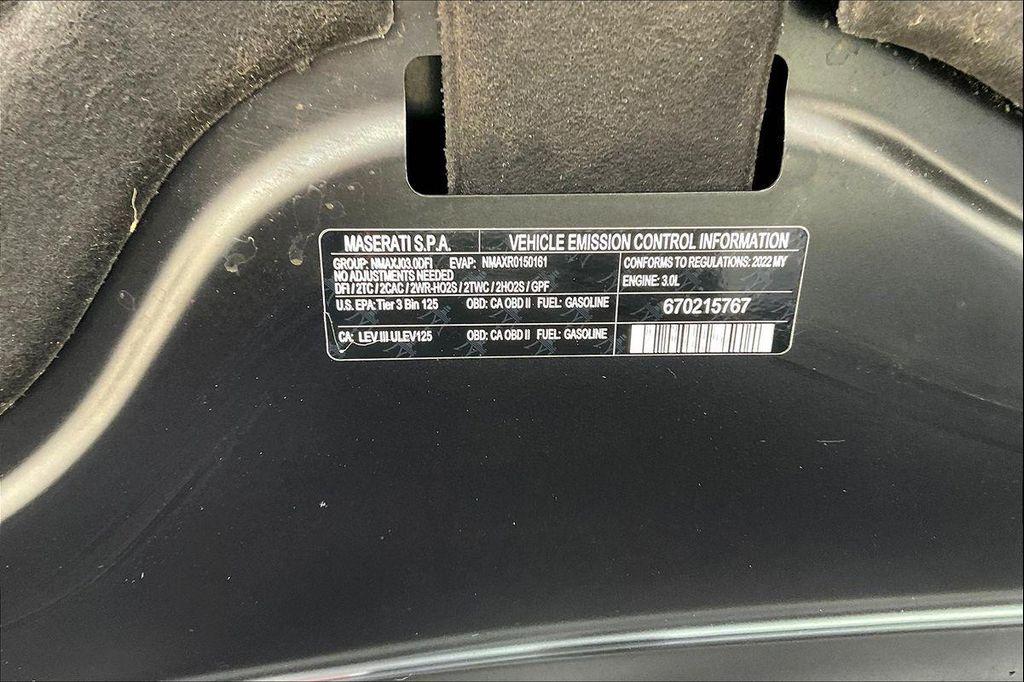 MASERATI S.P.A. VEHICLE EMISSION CONTROL INFORMATION
GROUP: NMAXJ03.0DFI EVAP: NMAXR0150161
NO ADJUSTMENTS NEEDED
DFI / 2TC / 2CAC / 2WR-HO2S / 2TWC / 2HO2S / GPF
CONFORMS TO REGULATIONS: 2022 MY
ENGINE: 3.0L
U.S. EPA: Tier 3 Bin 125 OBD: CA OBD II FUEL: GASOLINE
670215767
CA: LEV III ULEV125 OBD: CA OBD II FUEL: GASOLINE